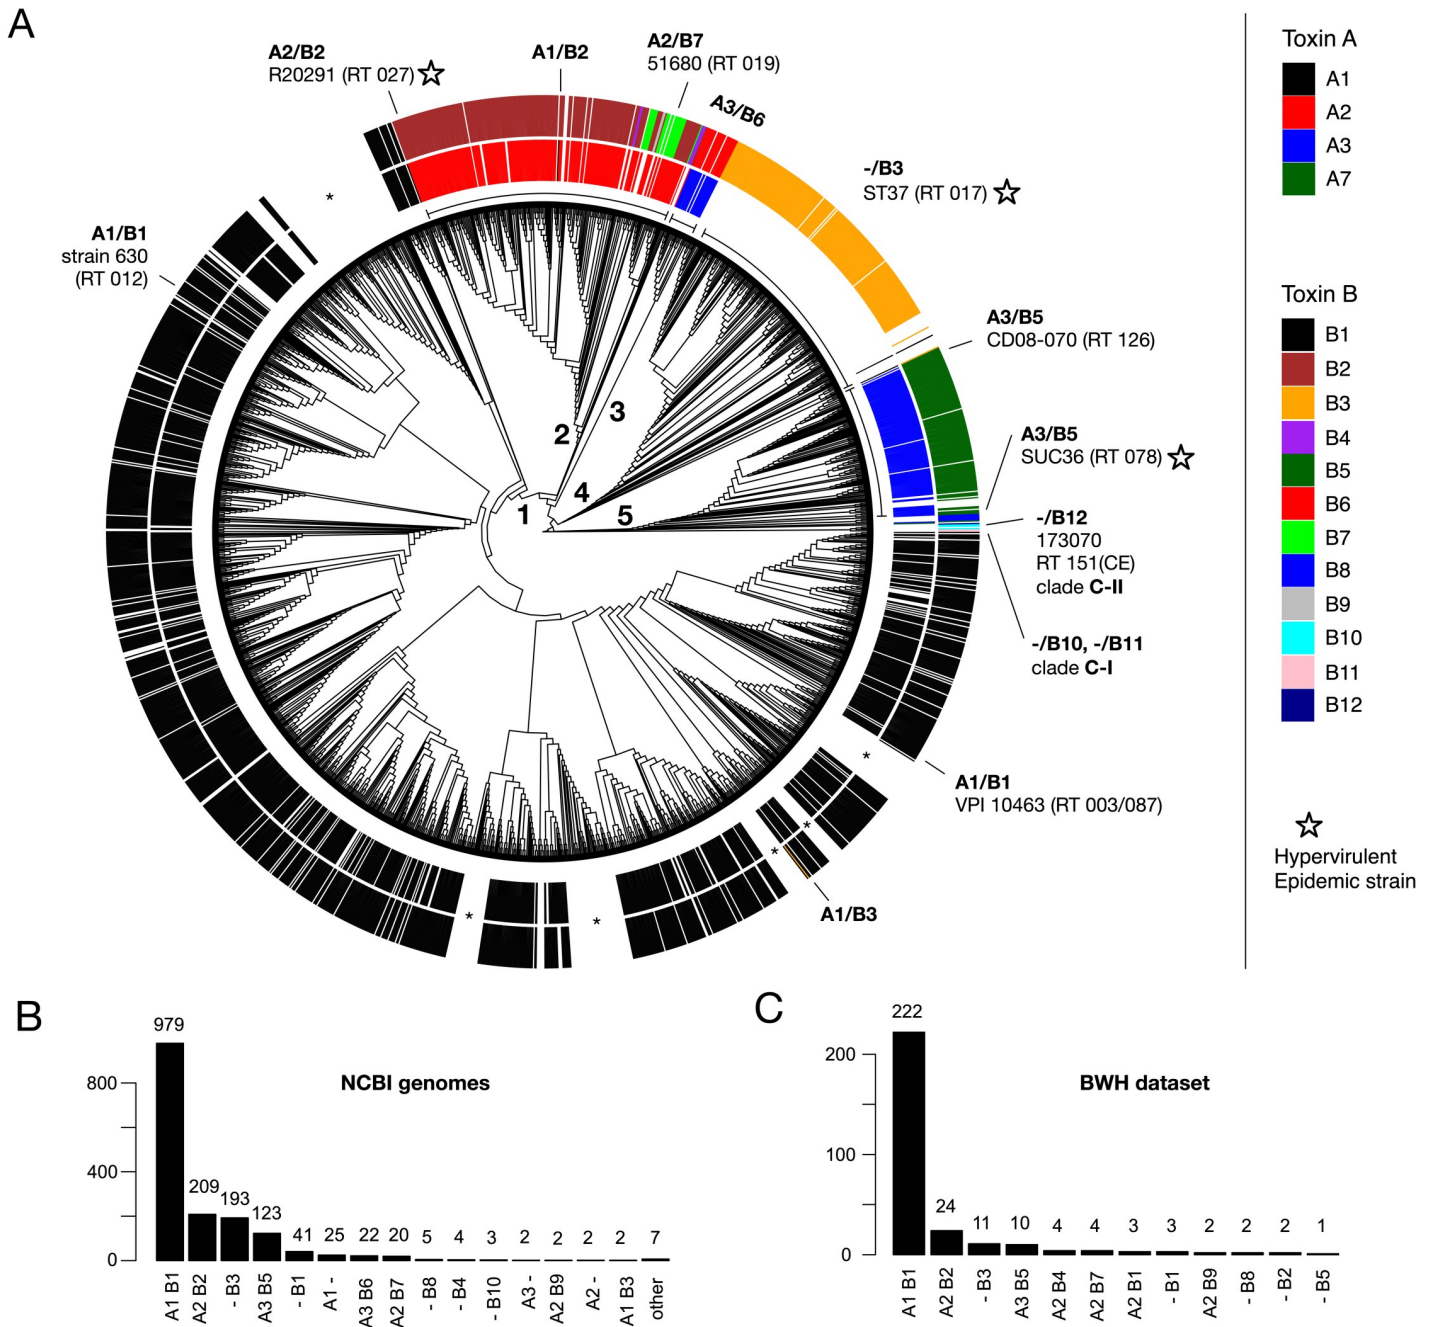 A
A2/B2
R20291 (RT 027)
A1/B2
A2/B7
51680 (RT 019)
A3/B6
-/B3
ST37 (RT 017)
A1/B1
strain 630
(RT 012)
*
A3/B5
CD08-070 (RT 126)
A3/B5
SUC36 (RT 078)
-/B12
173070
RT 151(CE)
clade C-II
-/B10, -/B11
clade C-I
A1/B1
VPI 10463 (RT 003/087)
A1/B3
*
*
*
*
*
1
2
3
4
5
Toxin A
A1
A2
A3
A7
Toxin B
B1
B2
B3
B4
B5
B6
B7
B8
B9
B10
B11
B12
Hypervirulent
Epidemic strain
B
NCBI genomes
800
400
0
979
209
193
123
41
25
22
20
5
4
3
2
2
2
2
7
A1 B1
A2 B2
- B3
A3 B5
- B1
A1 -
A3 B6
A2 B7
- B8
- B4
- B10
A3 -
A2 B9
A2 -
A1 B3
other
C
BWH dataset
200
100
0
222
24
11
10
4
4
3
3
2
2
2
1
A1 B1
A2 B2
- B3
A3 B5
A2 B4
A2 B7
A2 B1
- B1
A2 B9
- B8
- B2
- B5